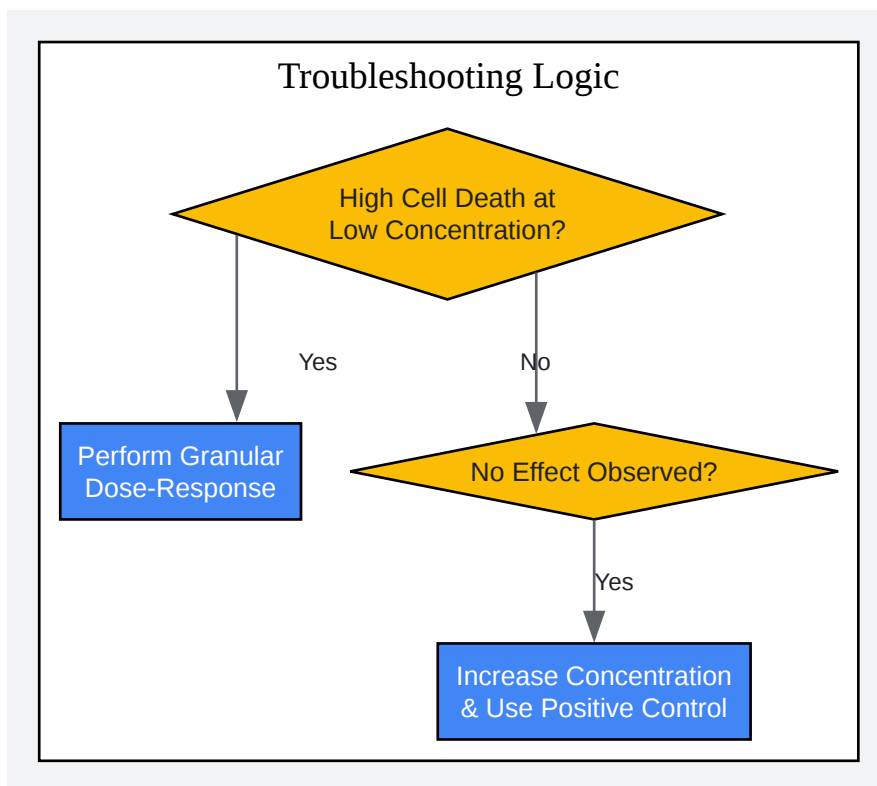 Troubleshooting Logic
High Cell Death at
Low Concentration?
Yes
No
Perform Granular
Dose-Response
No Effect Observed?
Yes
Increase Concentration
& Use Positive Control